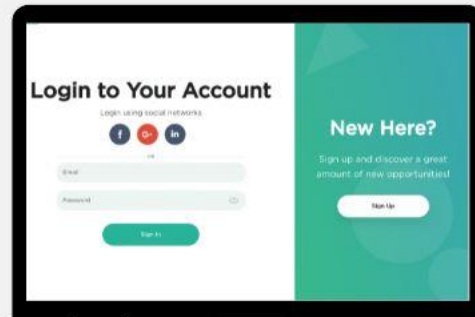 Login to Your Account
Login using social networks
f
G+
in
OR
Email
Password
Sign In
New Here?
Sign up and discover a great
amount of new opportunities!
Sign Up